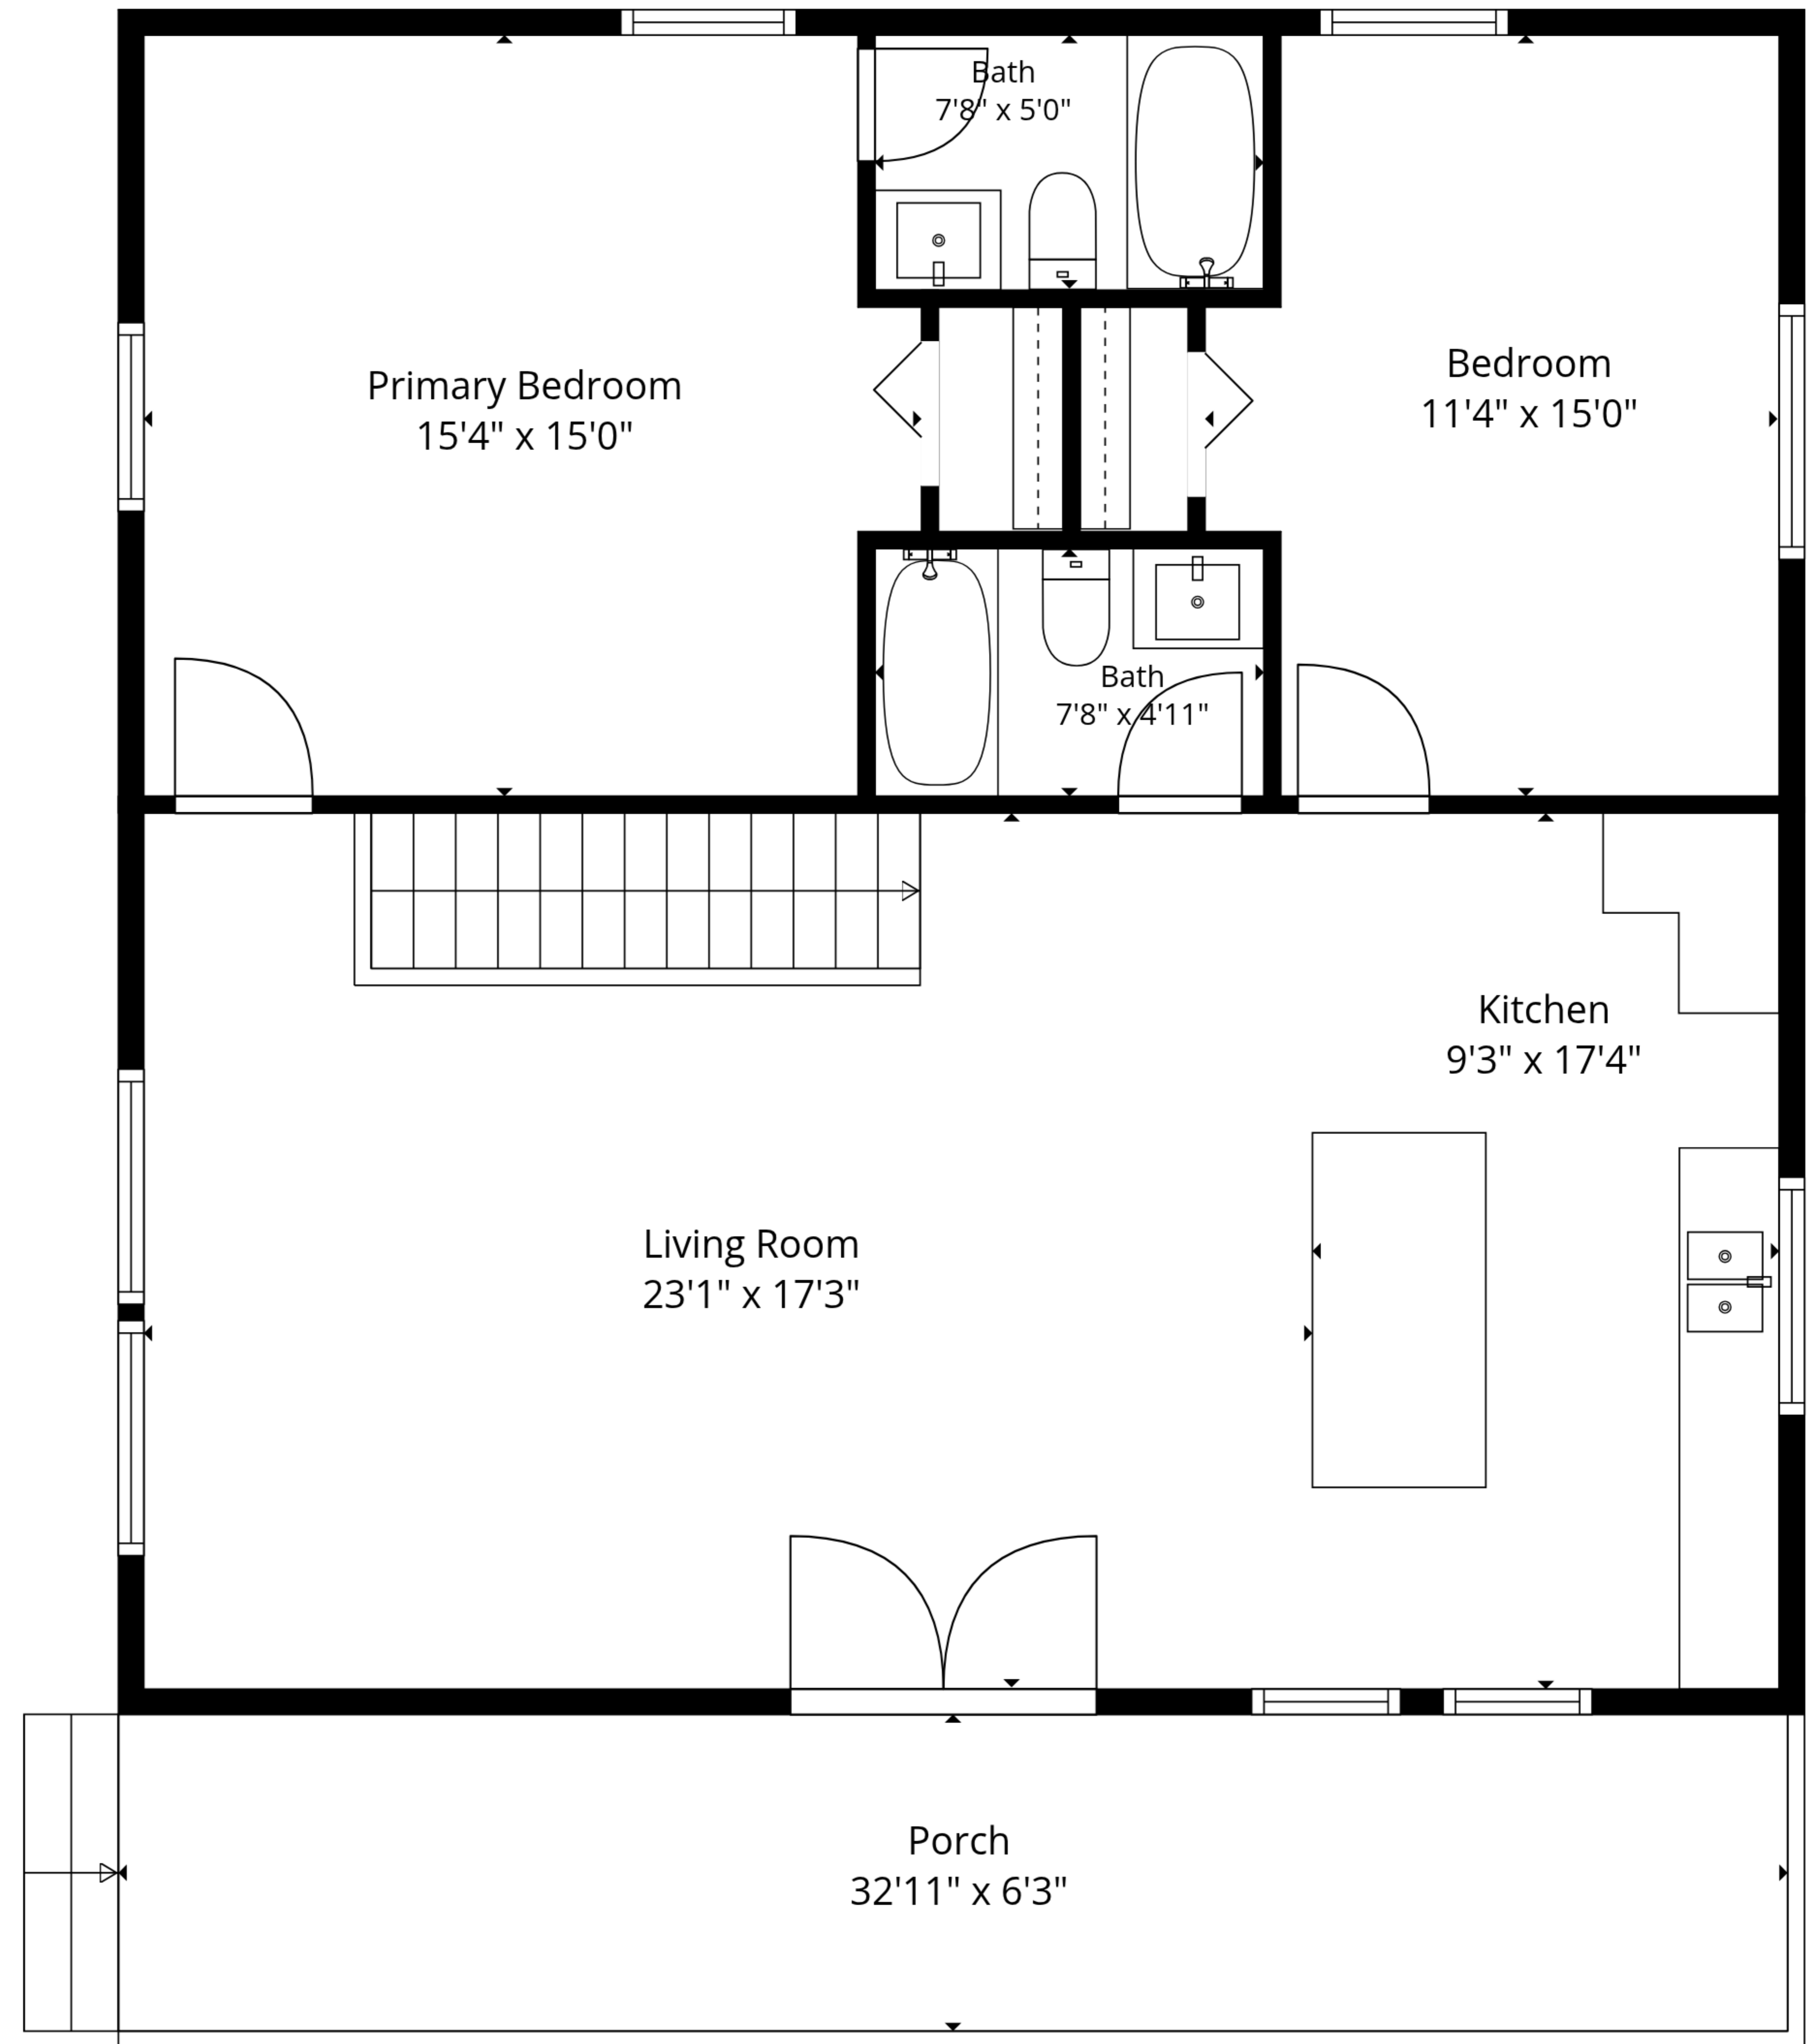 Bath
7'8" x 5'0"
Primary Bedroom
15'4" x 15'0"
Bedroom
11'4" x 15'0"
Bath
7'8" x 4'11"
Kitchen
9'3" x 17'4"
Living Room
23'1" x 17'3"
Porch
32'11" x 6'3"